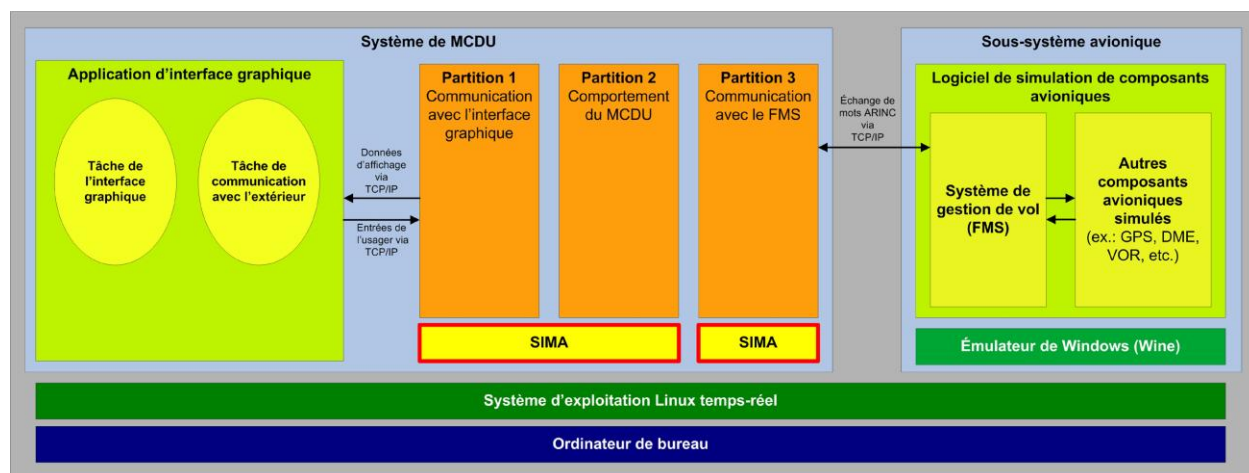 Système de MCDU
Application d'interface graphique
Tâche de
l'interface
graphique
Tâche de
communication
avec l'extérieur
Données
d'affichage
via
TCP/IP
Entrées de
l'usager via
TCP/IP
Partition 1
Communication
avec l'interface
graphique
Partition 2
Comportement
du MCDU
Partition 3
Communication
avec le FMS
SIMA
SIMA
Échange de
mots ARINC
via
TCP/IP
Sous-système avionique
Logiciel de simulation de composants
avioniques
Système de
gestion de vol
(FMS)
Autres
composants
avioniques
simulés
(ex.: GPS, DME,
VOR, etc.)
Émulateur de Windows (Wine)
Système d'exploitation Linux temps-réel
Ordinateur de bureau